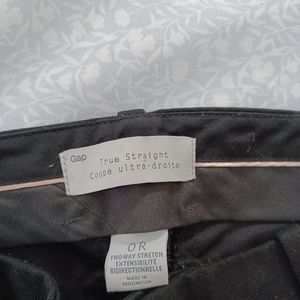 Gap
True Straight
Coupe ultra-droite
0R
TWO-WAY STRETCH
EXTENSIBILITÉ
BIDIRECTIONNELLE
MADE IN
INDONESIA